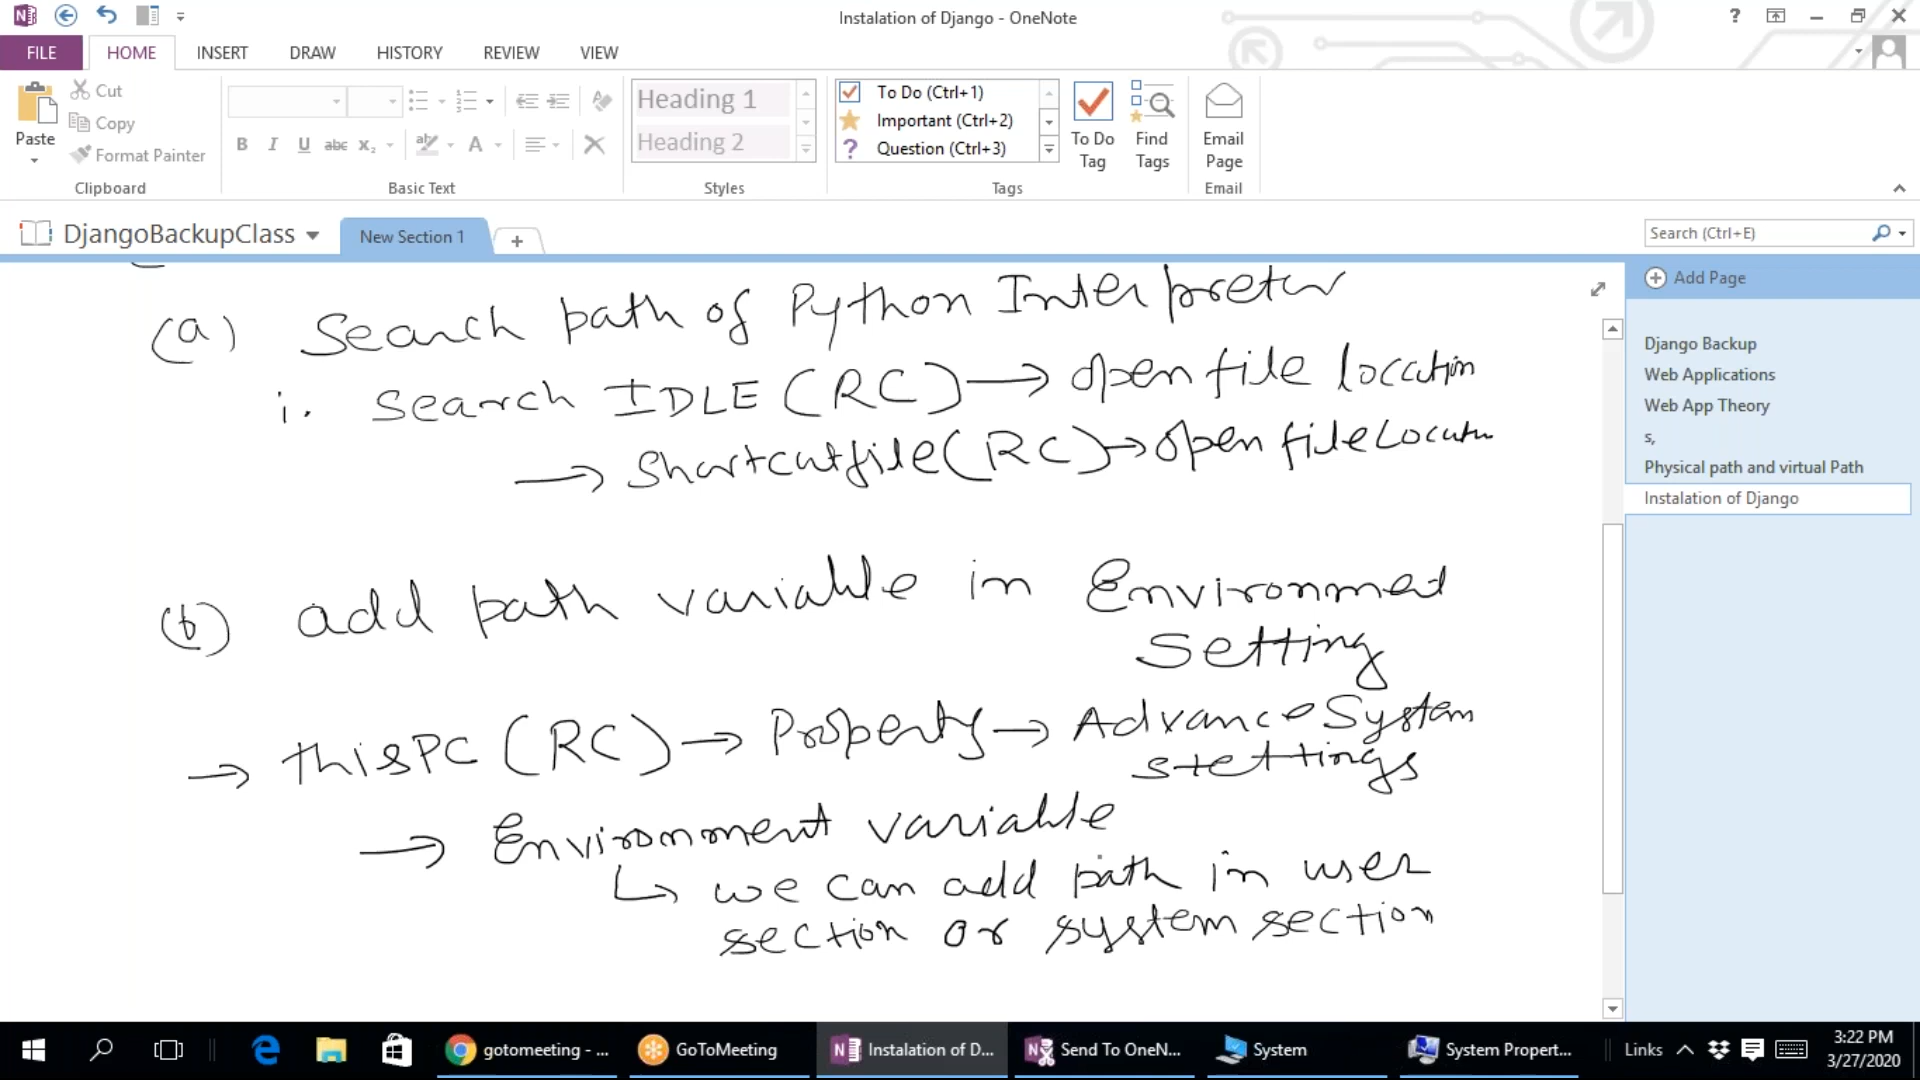 Instalation of Django - OneNote
FILE HOME INSERT DRAW HISTORY REVIEW VIEW
Paste
Cut
Copy
Format Painter
Clipboard
Basic Text
Heading 1
Heading 2
Styles
To Do (Ctrl+1)
Important (Ctrl+2)
Question (Ctrl+3)
Tags
To Do Tag
Find Tags
Email Page
Email
DjangoBackupClass
New Section 1
Search (Ctrl+E)
(a) Search path of Python Interpreter
i. Search IDLE (RC) → open file location
→ Shortcutfile (RC) → open file Locatn
(b) add path variable in Environmet
Setting
→ thisPC (RC) → Property → Advance System
stettings
→ Environment variable
↳ we can add path in user
section or system section
Add Page
Django Backup
Web Applications
Web App Theory
s,
Physical path and virtual Path
Instalation of Django
gotomeeting - ...
GoToMeeting
Instalation of D...
Send To OneN...
System
System Propert...
Links
3:22 PM
3/27/2020